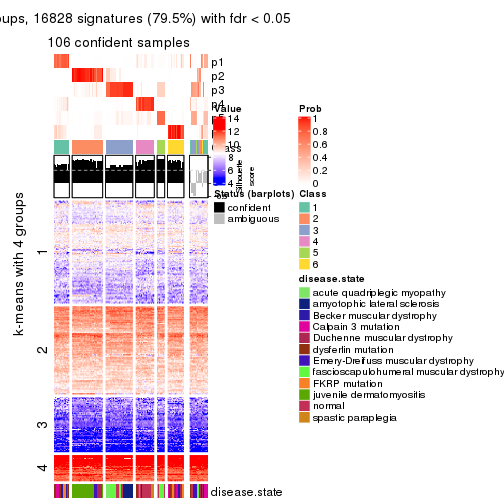 oups, 16828 signatures (79.5%) with fdr < 0.05
106 confident samples
p1
p2
p3
p4
Value
14
12
10
8
6
4
Prob
1
0.8
0.6
0.4
0.2
0
Silhouette
score
Status (barplots)
confident
ambiguous
Class
1
2
3
4
5
6
disease.state
acute quadriplegic myopathy
amyotophic lateral sclerosis
Becker muscular dystrophy
Calpain 3 mutation
Duchenne muscular dystrophy
dysferlin mutation
Emery-Dreifuss muscular dystrophy
fascioscapulohumeral muscular dystrophy
FKRP mutation
juvenile dermatomyositis
normal
spastic paraplegia
k-means with 4 groups
1
2
3
4
disease.state